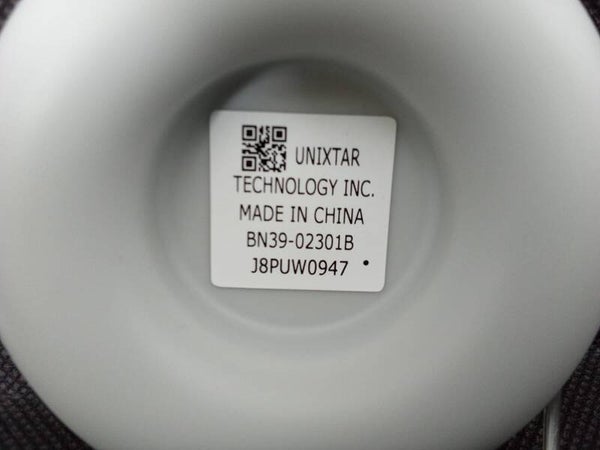 UNIXTAR
TECHNOLOGY INC.
MADE IN CHINA
BN39-02301B
J8PUW0947